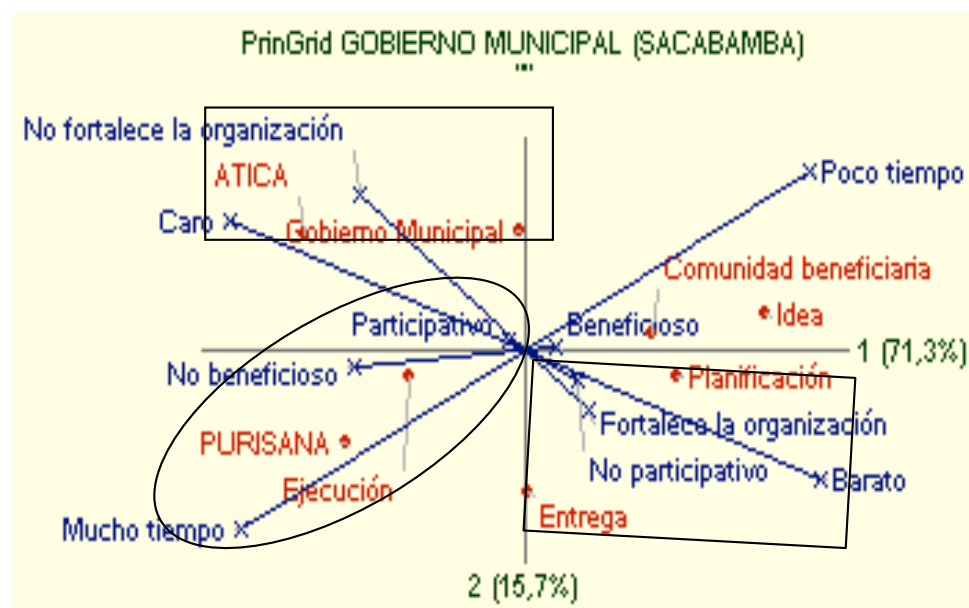 PrinGrid GOBIERNO MUNICIPAL (SACABAMBA)
""
No fortalece la organización
ATICA
Poco tiempo
Caro
Gobierno Municipal
Comunidad beneficiaria
Idea
Participativo
Beneficioso
1 (71,3%)
No beneficioso
Planificación
Fortalece la organización
PURISANA
No participativo
Ejecución
Barato
Entrega
Mucho tiempo
2 (15,7%)